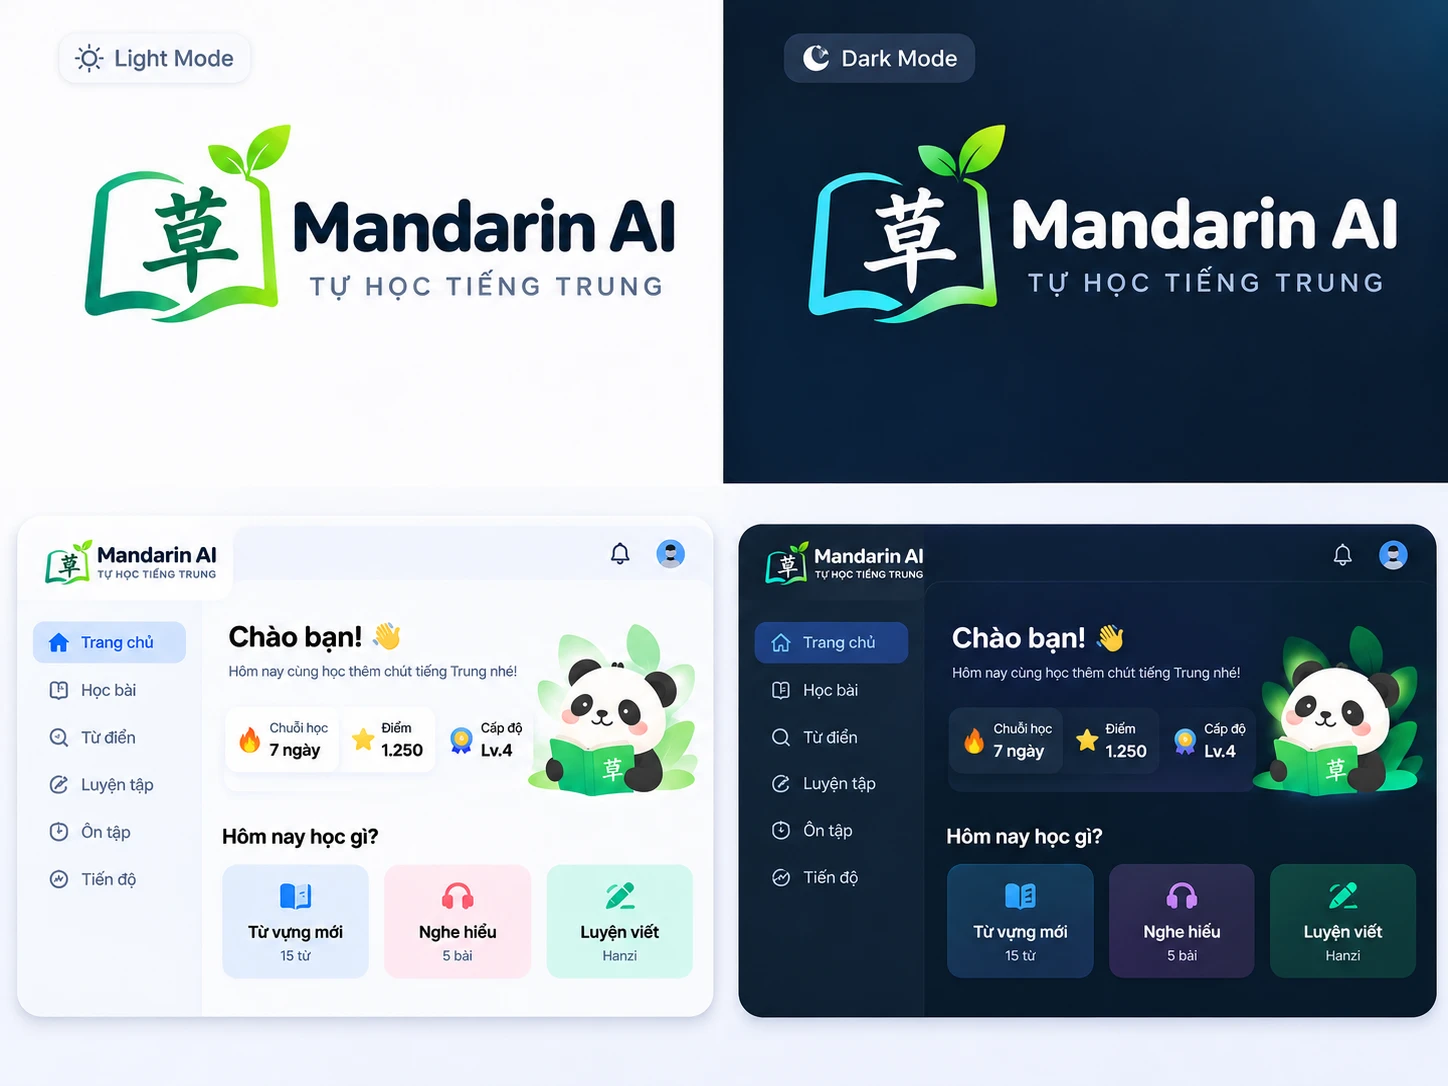 Light Mode
草
Mandarin AI
TỰ HỌC TIẾNG TRUNG
Dark Mode
草
Mandarin AI
TỰ HỌC TIẾNG TRUNG
草
Mandarin AI
TỰ HỌC TIẾNG TRUNG
Trang chủ
Học bài
Từ điển
Luyện tập
Ôn tập
Tiến độ
Chào bạn! 👋
Hôm nay cùng học thêm chút tiếng Trung nhé!
Chuỗi học
7 ngày
Điểm
1.250
Cấp độ
Lv.4
草
Hôm nay học gì?
Từ vựng mới
15 từ
Nghe hiểu
5 bài
Luyện viết
Hanzi
草
Mandarin AI
TỰ HỌC TIẾNG TRUNG
Trang chủ
Học bài
Từ điển
Luyện tập
Ôn tập
Tiến độ
Chào bạn! 👋
Hôm nay cùng học thêm chút tiếng Trung nhé!
Chuỗi học
7 ngày
Điểm
1.250
Cấp độ
Lv.4
草
Hôm nay học gì?
Từ vựng mới
15 từ
Nghe hiểu
5 bài
Luyện viết
Hanzi